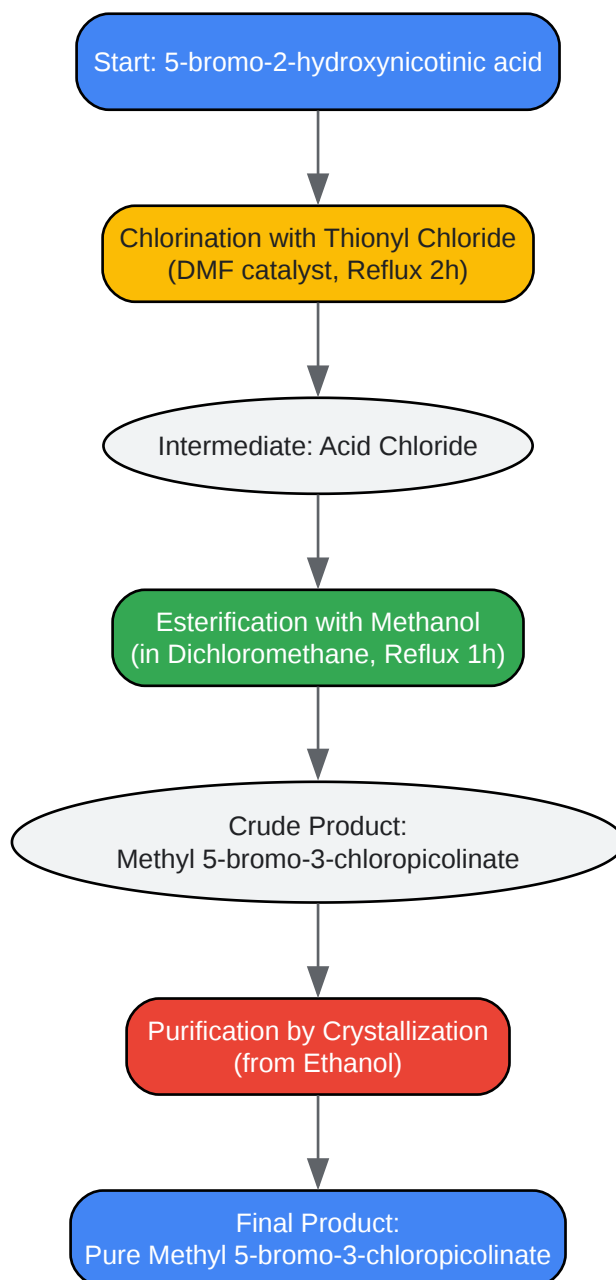 Start: 5-bromo-2-hydroxynicotinic acid
Chlorination with Thionyl Chloride
(DMF catalyst, Reflux 2h)
Intermediate: Acid Chloride
Esterification with Methanol
(in Dichloromethane, Reflux 1h)
Crude Product:
Methyl 5-bromo-3-chloropicolinate
Purification by Crystallization
(from Ethanol)
Final Product:
Pure Methyl 5-bromo-3-chloropicolinate